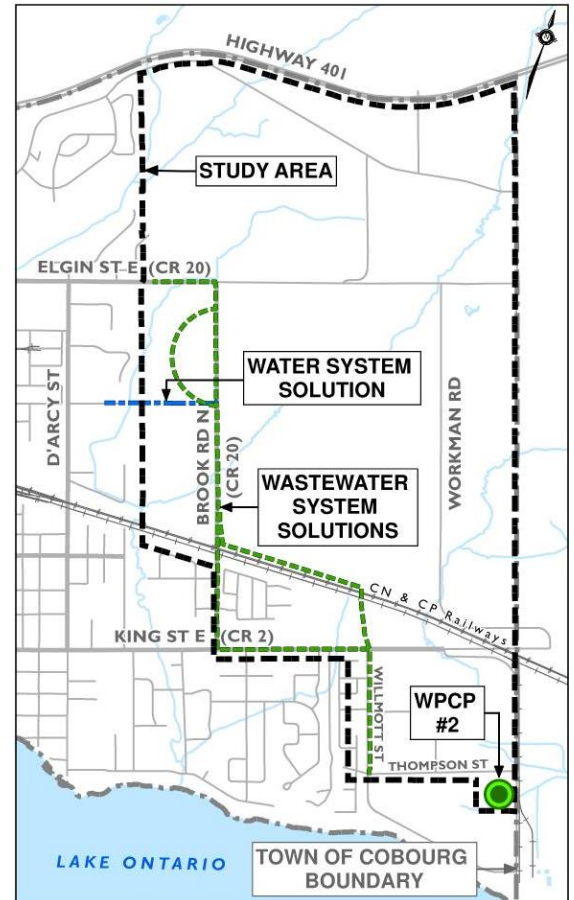 HIGHWAY 401
STUDY AREA
ELGIN ST E (CR 20)
WATER SYSTEM
SOLUTION
D'ARCY ST
BROOK RD N
(CR 20)
WORKMAN RD
WASTEWATER
SYSTEM
SOLUTIONS
CN & CP Railways
KING ST E (CR 2)
WILLMOTT ST
WPCP
#2
THOMPSON ST
LAKE ONTARIO
TOWN OF COBOURG
BOUNDARY